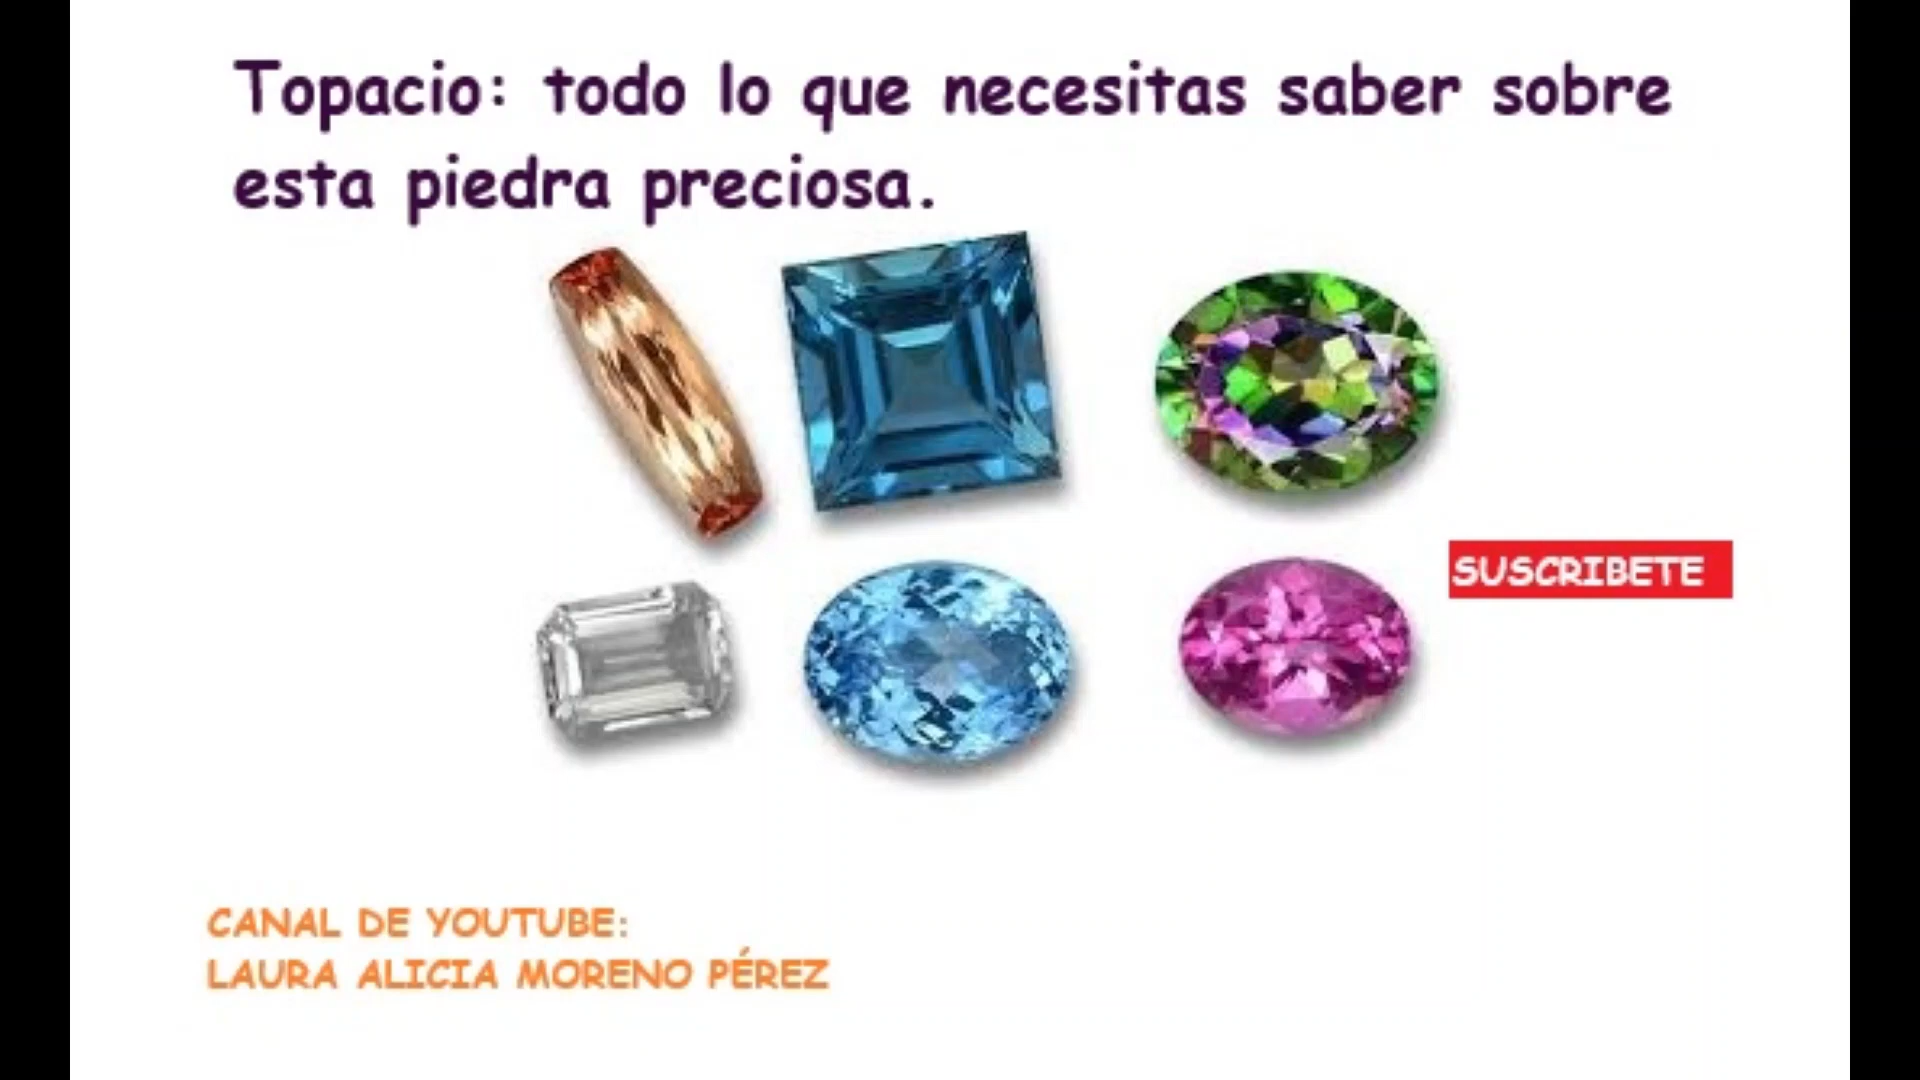 Topacio: todo lo que necesitas saber sobre
esta piedra preciosa.
SUSCRIBETE
CANAL DE YOUTUBE:
LAURA ALICIA MORENO PÉREZ